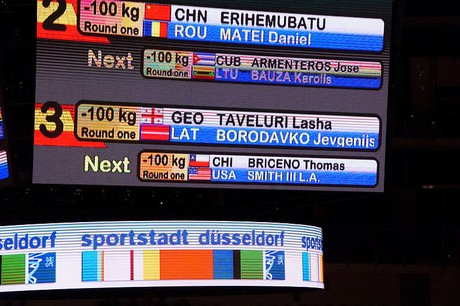 2
-100 kg
Round one
CHN ERIHEMUBATU
ROU MATEI Daniel
Next
-100 kg
Round one
CUB ARMENTEROS Jose
LTU BAUZA Karolis
3
-100 kg
Round one
GEO TAVELURI Lasha
LAT BORODAVKO Jevgenijs
Next
-100 kg
Round one
CHI BRICENO Thomas
USA SMITH III L.A.
sseldorf sportstadt düsseldorf sports